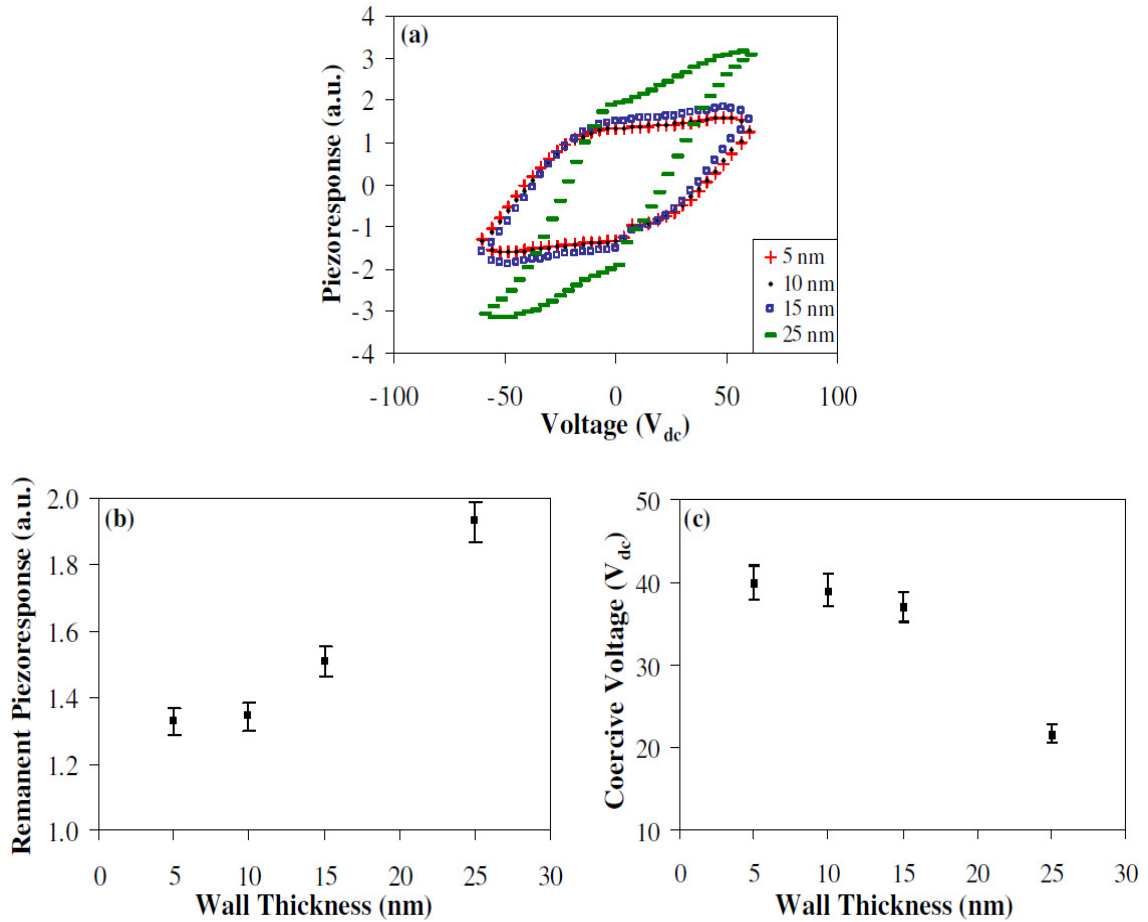 (a)
Piezoresponse (a.u.)
4
3
2
1
0
-1
-2
-3
-4
-100 -50 0 50 100
Voltage (Vdc)
5 nm
10 nm
15 nm
25 nm
(b)
Remanent Piezoresponse (a.u.)
2.0
1.8
1.6
1.4
1.2
1.0
0 5 10 15 20 25 30
Wall Thickness (nm)
(c)
Coercive Voltage (Vdc)
50
40
30
20
10
0 5 10 15 20 25 30
Wall Thickness (nm)